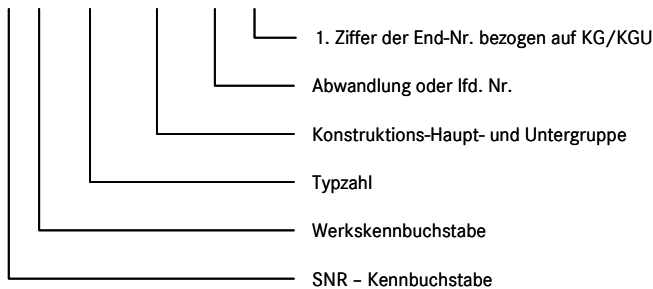 1. Ziffer der End-Nr. bezogen auf KG/KGU
Abwandlung oder lfd. Nr.
Konstruktions-Haupt- und Untergruppe
Typzahl
Werkskennbuchstabe
SNR – Kennbuchstabe